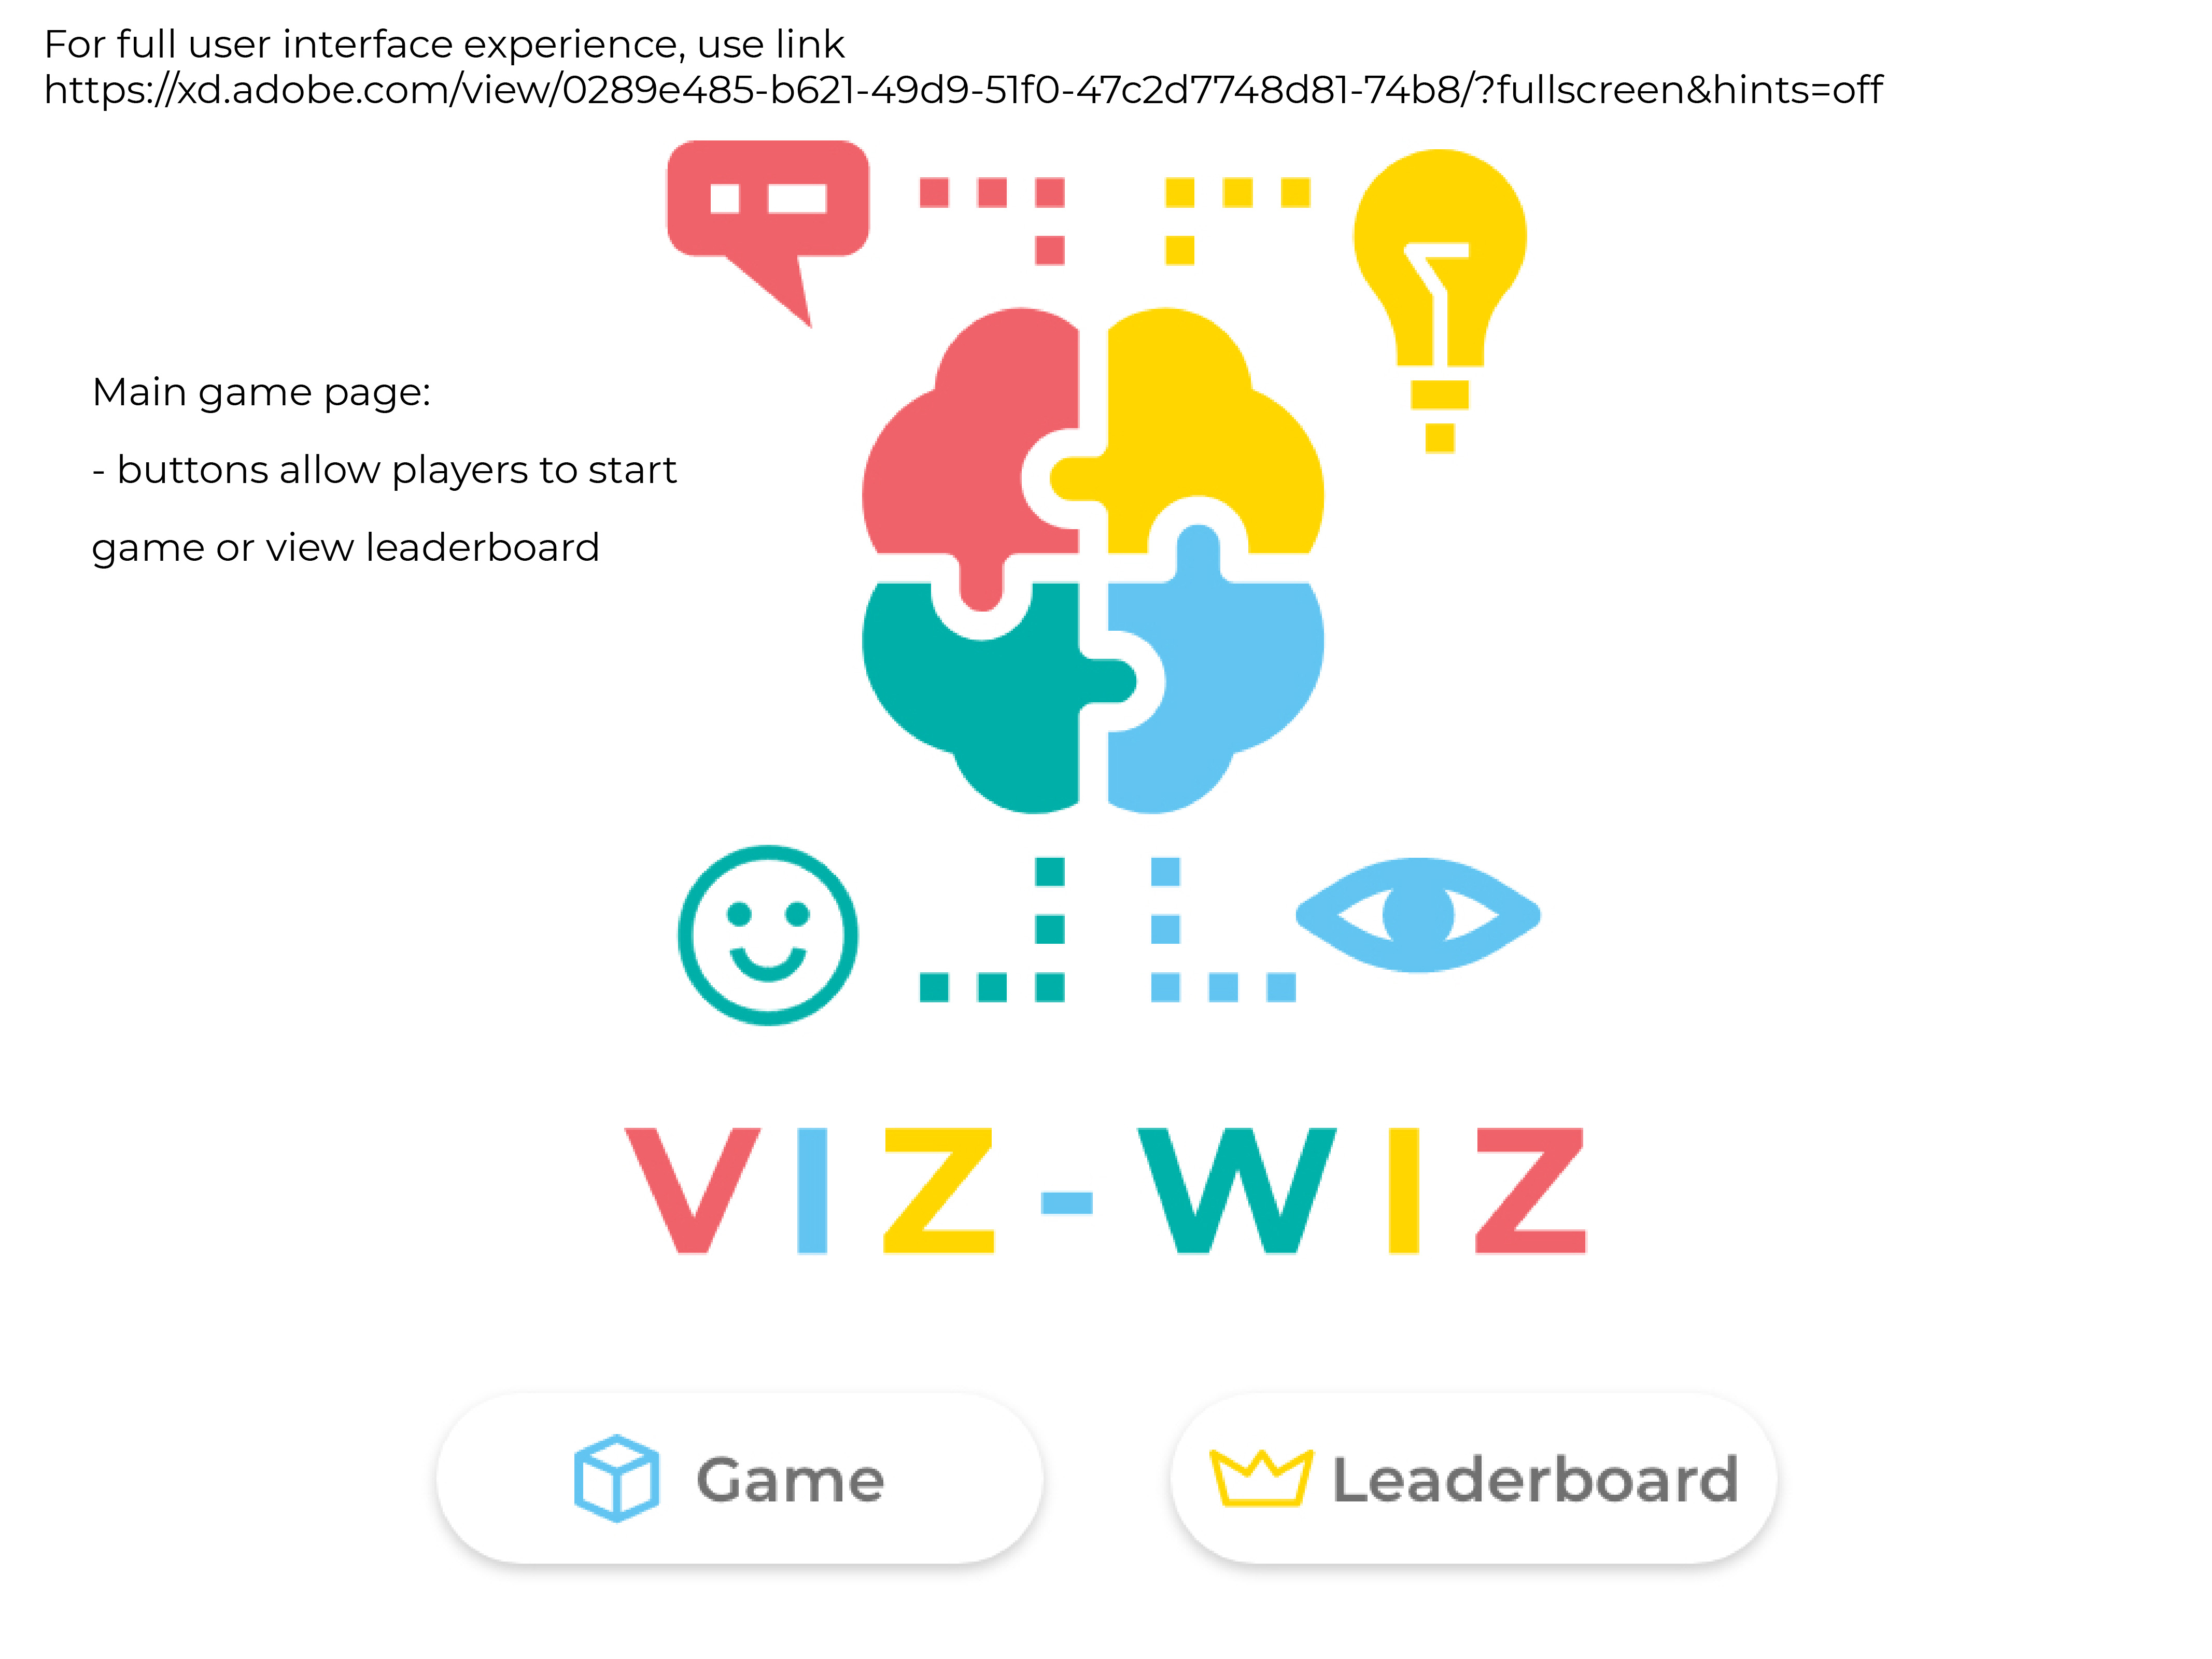 For full user interface experience, use link
https://xd.adobe.com/view/0289e485-b621-49d9-51f0-47c2d7748d81-74b8/?fullscreen&hints=off
Main game page:
- buttons allow players to start
game or view leaderboard
VIZ-WIZ
Game
Leaderboard